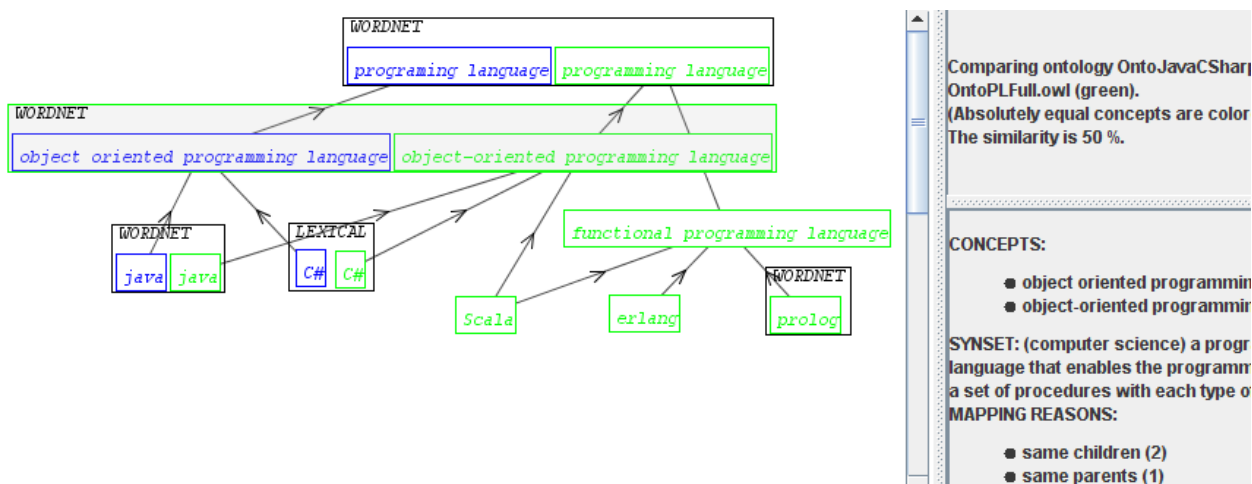 WORDNET
programing language programming language
WORDNET
object oriented programming language object-oriented programming language
WORDNET
java java
LEXTCAL
C# C#
functional programming language
Scala
erlang
WORDNET
prolog
Comparing ontology OntoJavaCSharp
OntoPLFull.owl (green).
(Absolutely equal concepts are color
The similarity is 50 %.
CONCEPTS:
object oriented programmin
object-oriented programmin
SYNSET: (computer science) a progr
language that enables the programm
a set of procedures with each type o
MAPPING REASONS:
same children (2)
same parents (1)